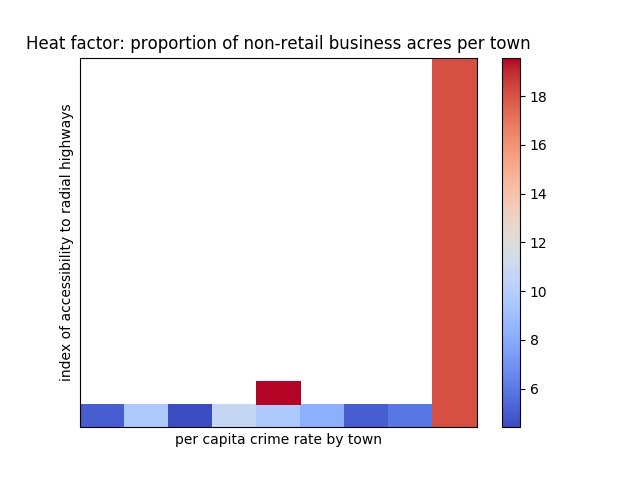 Heat factor: proportion of non-retail business acres per town
index of accessibility to radial highways
per capita crime rate by town
18
16
14
12
10
8
6